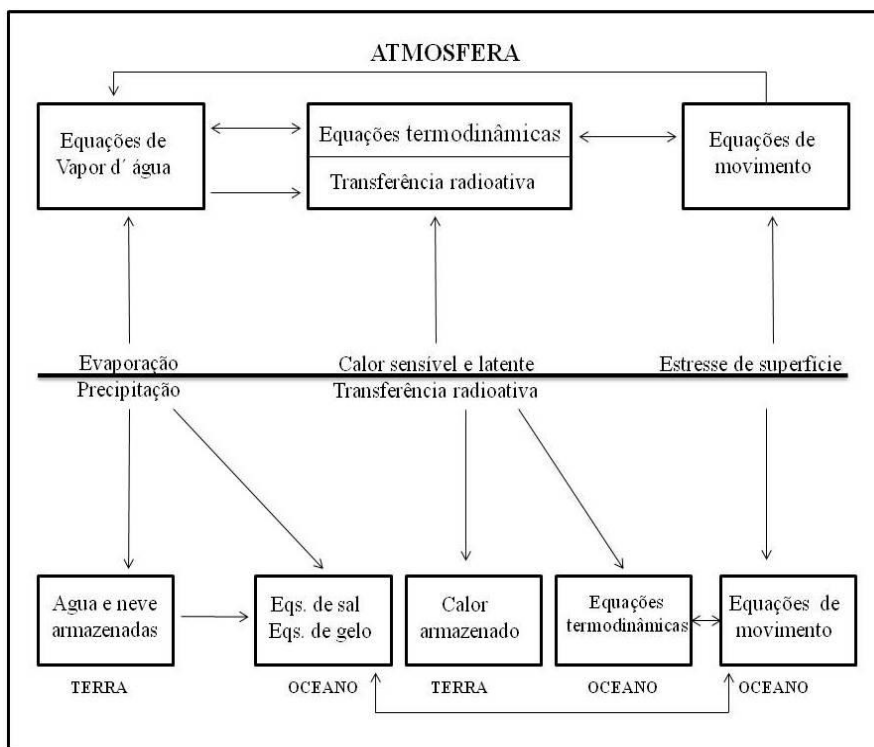 ATMOSFERA
Equações de
Vapor d´ água
Equações termodinâmicas
Transferência radioativa
Equações de
movimento
Evaporação
Precipitação
Calor sensível e latente
Transferência radioativa
Estresse de superfície
Agua e neve
armazenadas
Eqs. de sal
Eqs. de gelo
Calor
armazenado
Equações
termodinâmicas
Equações de
movimento
TERRA
OCEANO
TERRA
OCEANO
OCEANO